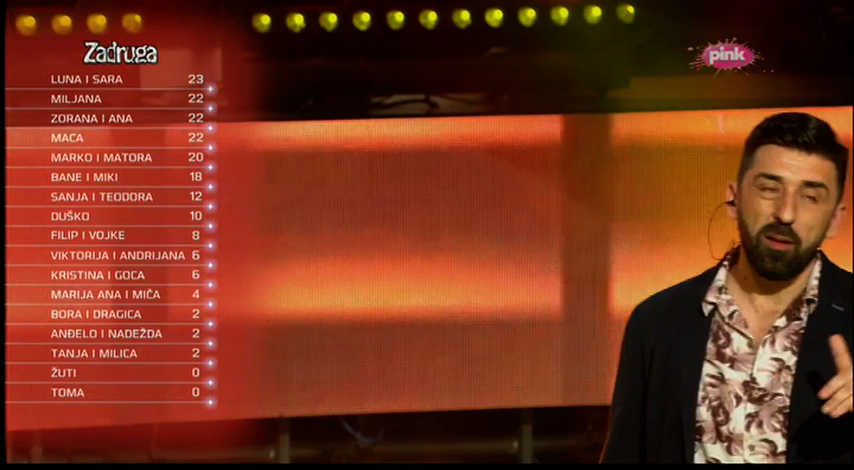 Zadruga
pink
LUNA I SARA 23
MILJANA 22
ZORANA I ANA 22
MACA 22
MARKO I MATORA 20
BANE I MIKI 18
SANJA I TEODORA 12
DUŠKO 10
FILIP I VOJKE 8
VIKTORIJA I ANDRIJANA 6
KRISTINA I GOCA 6
MARIJA ANA I MIĆA 4
BORA I DRAGICA 2
ANĐELO I NADEŽDA 2
TANJA I MILICA 2
ŽUTI 0
TOMA 0